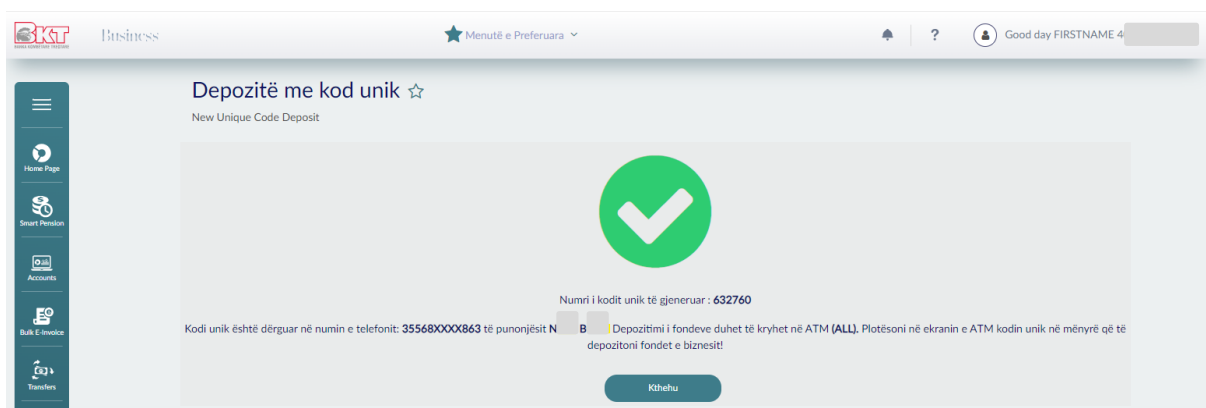 BKT
BANKA KOMBETARE TREGTARE
Business
Menutë e Preferuara
?
Good day FIRSTNAME 4
Depozitë me kod unik
New Unique Code Deposit
Home Page
Smart Pension
Accounts
Bulk E-Invoice
Transfers
Numri i kodit unik të gjeneruar : 632760
Kodi unik është dërguar në numin e telefonit: 35568XXXX863 të punonjësit N B Depozitimi i fondeve duhet të kryhet në ATM (ALL). Plotësoni në ekranin e ATM kodin unik në mënyrë që të
depozitoni fondet e biznesit!
Kthehu